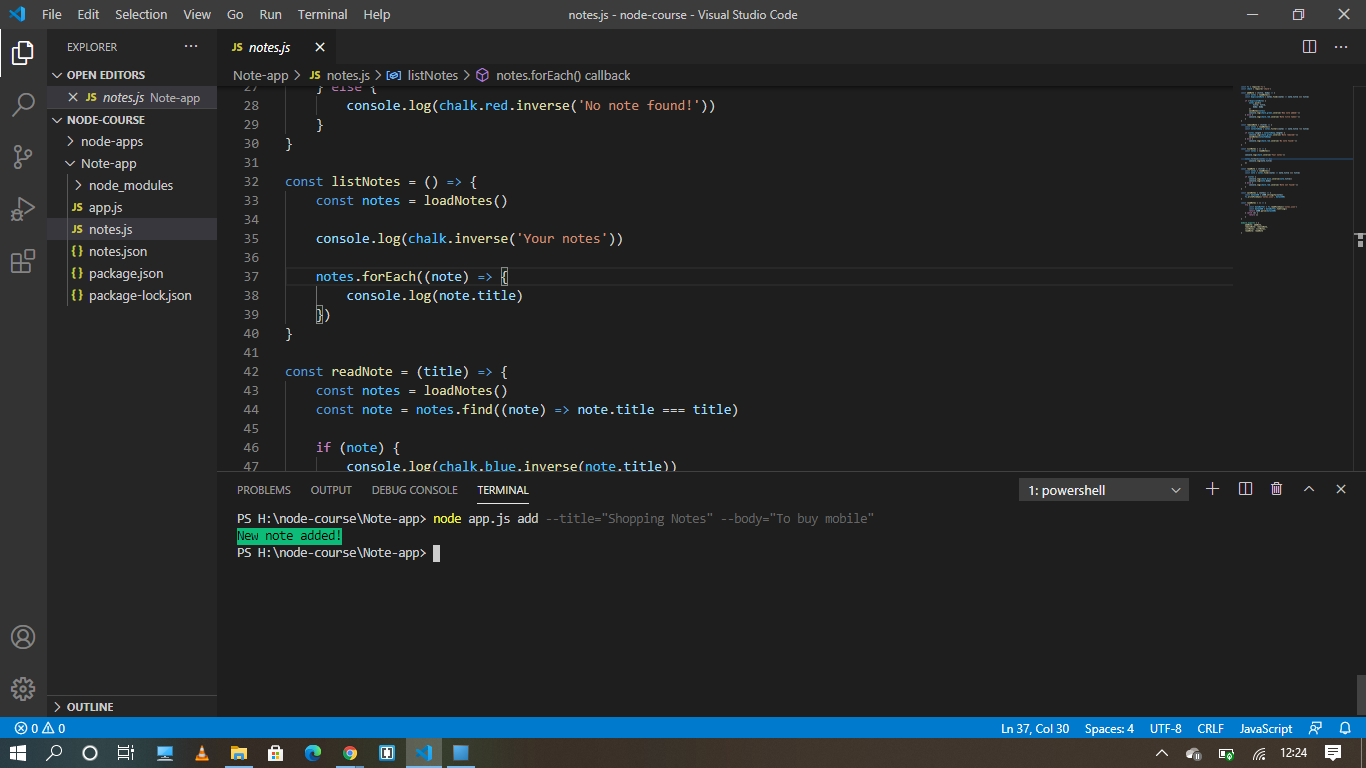 File Edit Selection View Go Run Terminal Help notes.js - node-course - Visual Studio Code
EXPLORER
OPEN EDITORS
JS notes.js Note-app
NODE-COURSE
node-apps
Note-app
node_modules
JS app.js
JS notes.js
{} notes.json
{} package.json
{} package-lock.json
OUTLINE
JS notes.js
Note-app > JS notes.js > listNotes > notes.forEach() callback
27 } else {
28 console.log(chalk.red.inverse('No note found!'))
29 }
30 }
31
32 const listNotes = () => {
33 const notes = loadNotes()
34
35 console.log(chalk.inverse('Your notes'))
36
37 notes.forEach((note) => {
38 console.log(note.title)
39 })
40 }
41
42 const readNote = (title) => {
43 const notes = loadNotes()
44 const note = notes.find((note) => note.title === title)
45
46 if (note) {
47 console.log(chalk.blue.inverse(note.title))
PROBLEMS OUTPUT DEBUG CONSOLE TERMINAL 1: powershell
PS H:\node-course\Note-app> node app.js add --title="Shopping Notes" --body="To buy mobile"
New note added!
PS H:\node-course\Note-app>
0 0 Ln 37, Col 30 Spaces: 4 UTF-8 CRLF JavaScript
12:24